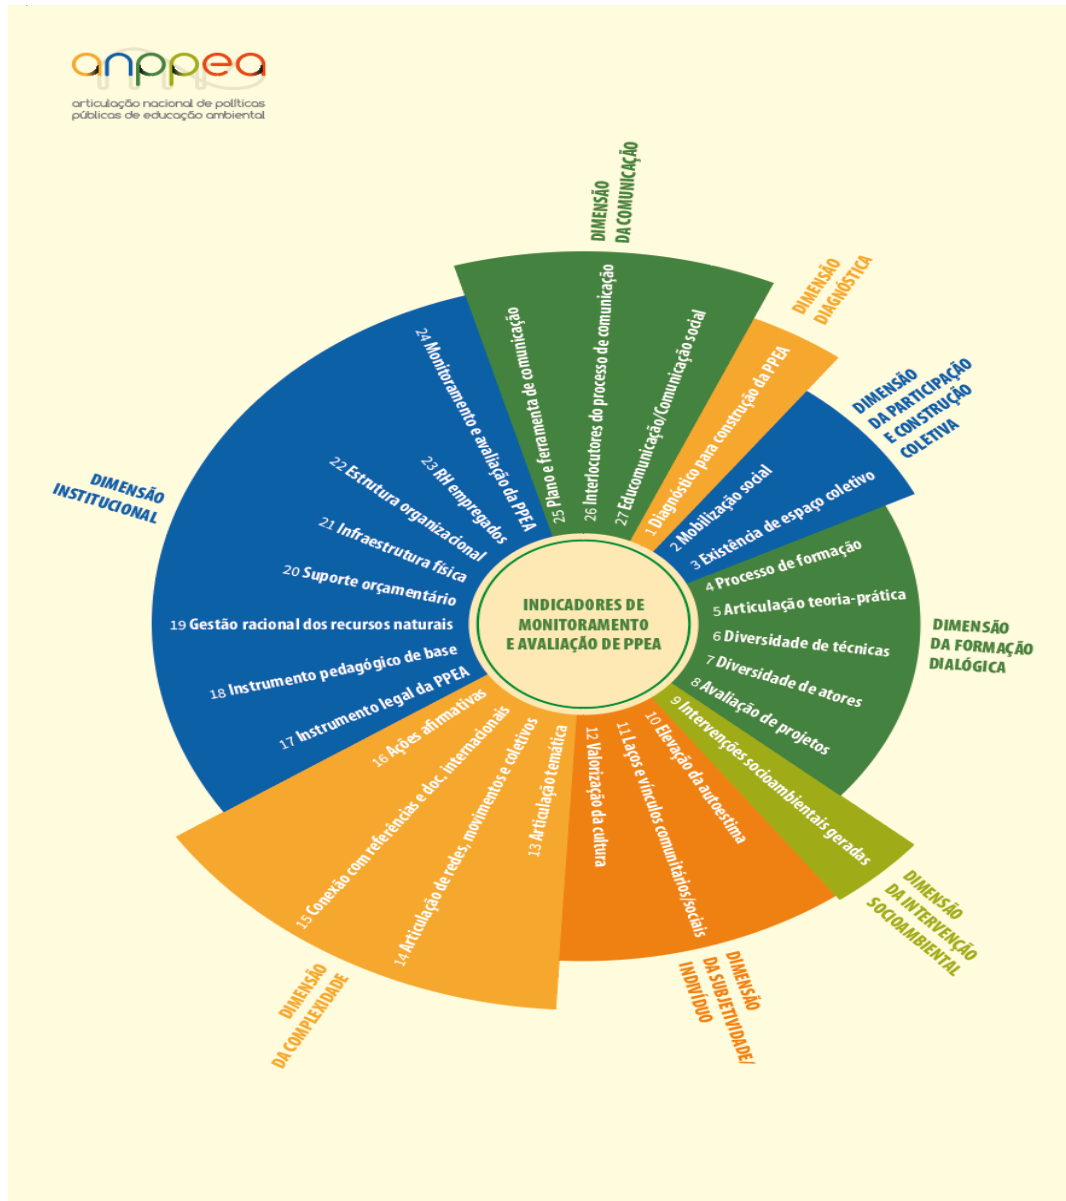 anppea
articulação nacional de políticas
públicas de educação ambiental
DIMENSÃO
DA COMUNICAÇÃO
25 Plano e ferramenta de comunicação
26 Interlocutores do processo de comunicação
27 Educomunicação/Comunicação social
DIMENSÃO
DIAGNÓSTICA
1 Diagnóstico para construção da PPEA
DIMENSÃO
DA PARTICIPAÇÃO
E CONSTRUÇÃO
COLETIVA
2 Mobilização social
3 Existência de espaço coletivo
DIMENSÃO
DA FORMAÇÃO
DIALÓGICA
4 Processo de formação
5 Articulação teoria-prática
6 Diversidade de técnicas
7 Diversidade de atores
8 Avaliação de projetos
DIMENSÃO
DA INTERVENÇÃO
SOCIOAMBIENTAL
9 Intervenções socioambientais geradas
DIMENSÃO
DA SUBJETIVIDADE/
INDIVÍDUO
10 Elevação da autoestima
11 Laços e vínculos comunitários/sociais
12 Valorização da cultura
DIMENSÃO
DA COMPLEXIDADE
13 Articulação temática
14 Articulação de redes, movimentos e coletivos
15 Conexão com referências e doc. internacionais
16 Ações afirmativas
DIMENSÃO
INSTITUCIONAL
17 Instrumento legal da PPEA
18 Instrumento pedagógico de base
19 Gestão racional dos recursos naturais
20 Suporte orçamentário
21 Infraestrutura física
22 Estrutura organizacional
23 RH empregados
24 Monitoramento e avaliação da PPEA
INDICADORES DE
MONITORAMENTO
E AVALIAÇÃO DE PPEA